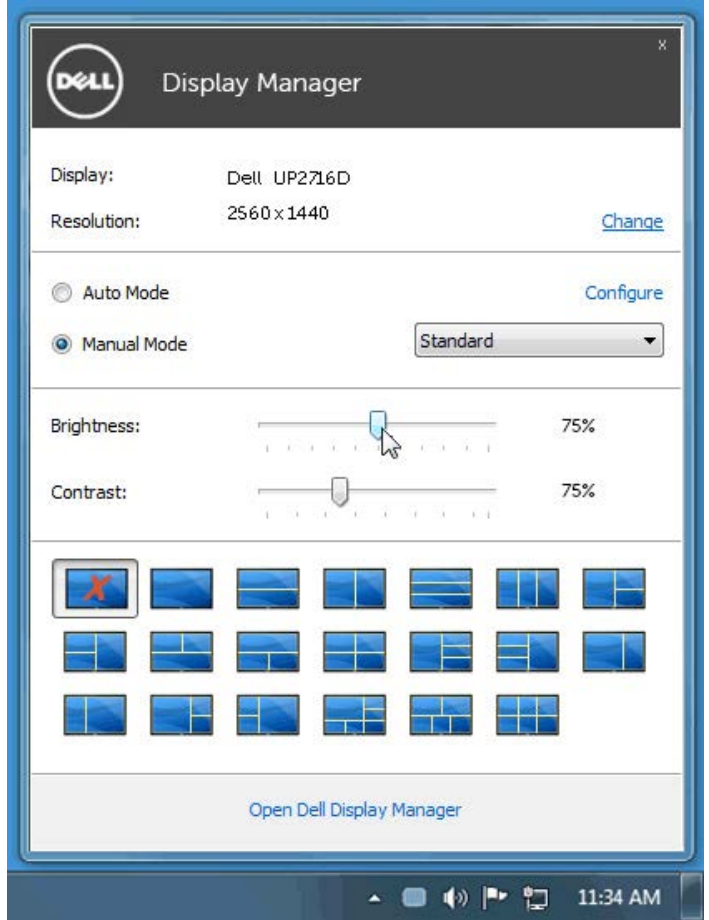 x
DELL Display Manager
Display: Dell UP2716D
Resolution: 2560 x 1440 Change
Auto Mode Configure
Manual Mode Standard
Brightness: 75%
Contrast: 75%
Open Dell Display Manager
11:34 AM